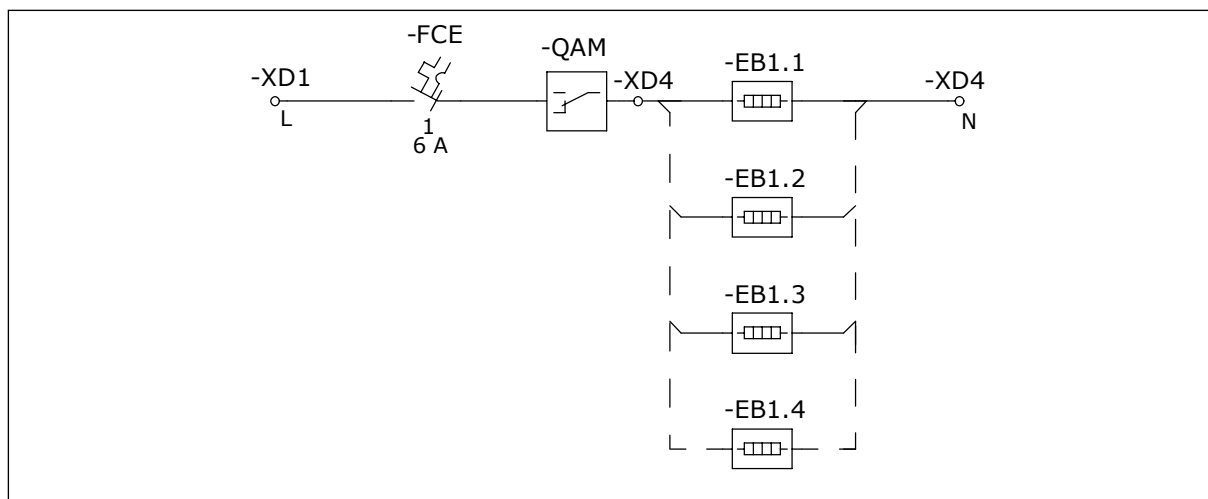 -FCE
-QAM
-XD1
-XD4
-EB1.1
-XD4
L
1
6 A
N
-EB1.2
-EB1.3
-EB1.4